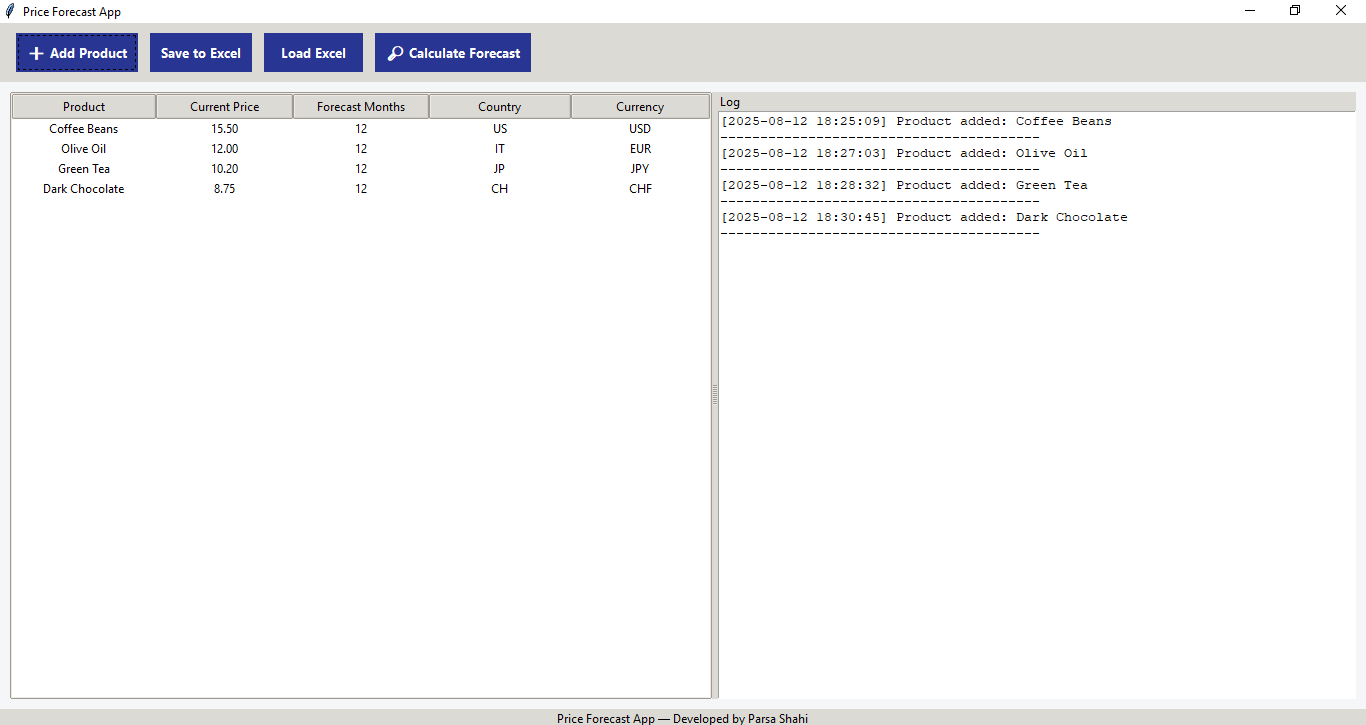 Price Forecast App
Add Product Save to Excel Load Excel Calculate Forecast
Product Current Price Forecast Months Country Currency
Coffee Beans 15.50 12 US USD
Olive Oil 12.00 12 IT EUR
Green Tea 10.20 12 JP JPY
Dark Chocolate 8.75 12 CH CHF
Log
[2025-08-12 18:25:09] Product added: Coffee Beans
----------------------------------------
[2025-08-12 18:27:03] Product added: Olive Oil
----------------------------------------
[2025-08-12 18:28:32] Product added: Green Tea
----------------------------------------
[2025-08-12 18:30:45] Product added: Dark Chocolate
----------------------------------------
Price Forecast App — Developed by Parsa Shahi